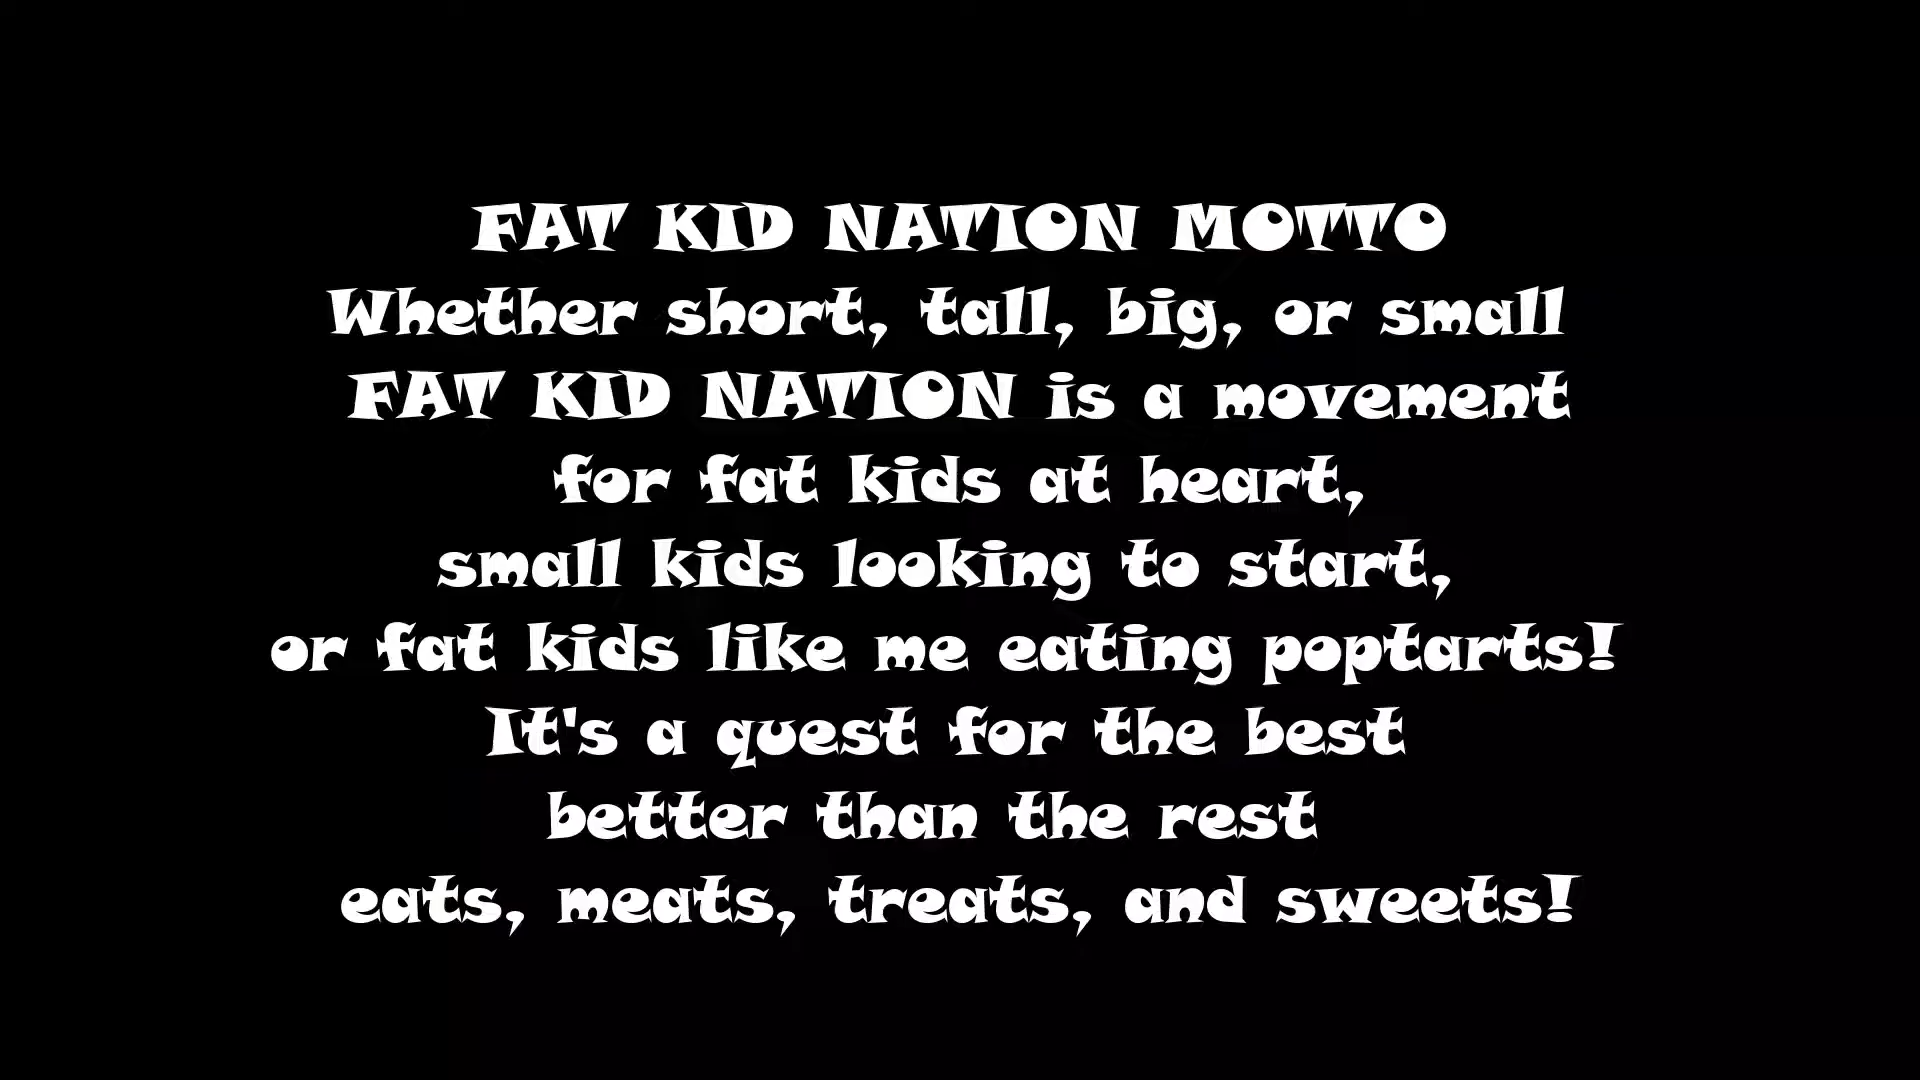 FAT KID NATION MOTTO
Whether short, tall, big, or small
FAT KID NATION is a movement
for fat kids at heart,
small kids looking to start,
or fat kids like me eating poptarts!
It's a quest for the best
better than the rest
eats, meats, treats, and sweets!